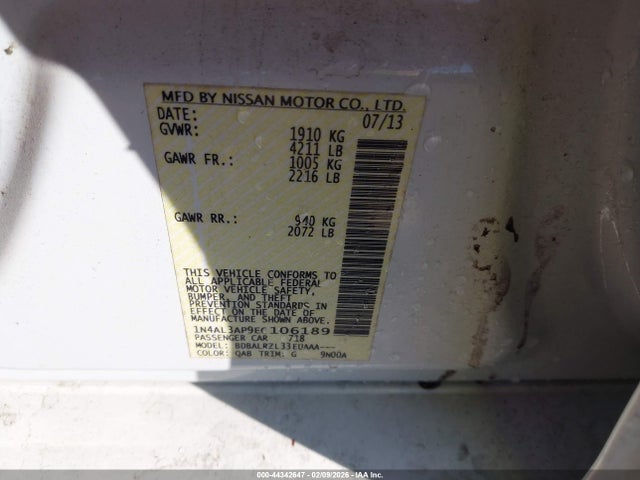 MFD BY NISSAN MOTOR CO., LTD.
DATE: 07/13
GVWR: 1910 KG
4211 LB
GAWR FR.: 1005 KG
2216 LB
GAWR RR.: 940 KG
2072 LB
THIS VEHICLE CONFORMS TO
ALL APPLICABLE FEDERAL
MOTOR VEHICLE SAFETY,
BUMPER, AND THEFT
PREVENTION STANDARDS IN
EFFECT ON THE DATE OF
MANUFACTURE SHOWN ABOVE.
1N4AL3AP9EC106189
PASSENGER CAR 718
MODEL: BDBALRZL33EUAAA---
COLOR: QAB TRIM: G 9N00A
000-44342647 - 02/09/2026 - IAA Inc.